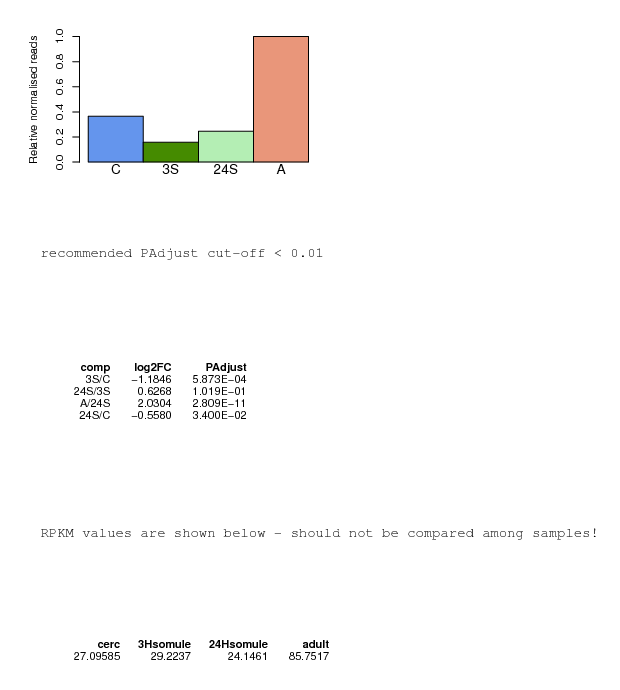 Relative normalised reads
1.0
0.8
0.6
0.4
0.2
0.0
C 3S 24S A
recommended PAdjust cut-off < 0.01
comp log2FC PAdjust
3S/C −1.1846 5.873E−04
24S/3S 0.6268 1.019E−01
A/24S 2.0304 2.809E−11
24S/C −0.5580 3.400E−02
RPKM values are shown below - should not be compared among samples!
cerc 3Hsomule 24Hsomule adult
27.09585 29.2237 24.1461 85.7517